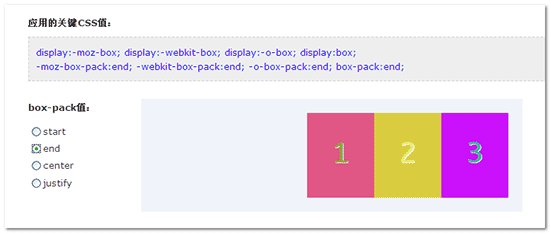 应用的关键CSS值：
display:-moz-box; display:-webkit-box; display:-o-box; display:box;
-moz-box-pack:end; -webkit-box-pack:end; -o-box-pack:end; box-pack:end;
box-pack值：
start
end
center
justify
1 2 3